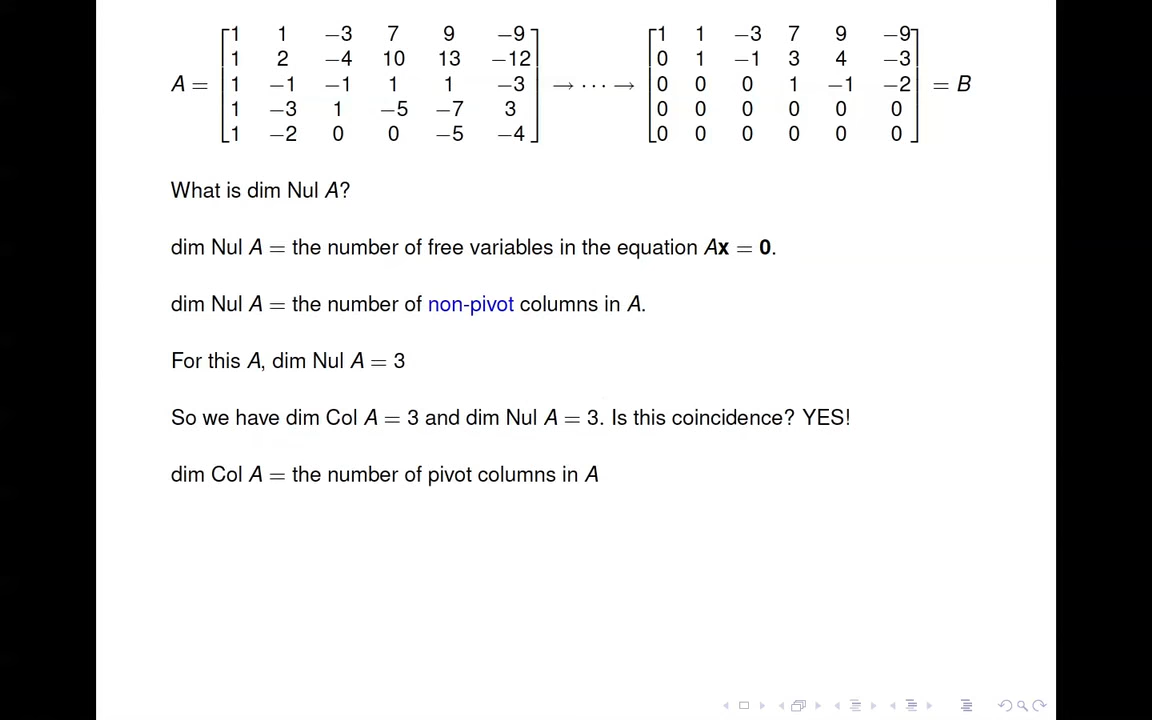 A = [1 1 −3 7 9 −9; 1 2 −4 10 13 −12; 1 −1 −1 1 1 −3; 1 −3 1 −5 −7 3; 1 −2 0 0 −5 −4] → ⋯ → [1 1 −3 7 9 −9; 0 1 −1 3 4 −3; 0 0 0 1 −1 −2; 0 0 0 0 0 0; 0 0 0 0 0 0] = B
What is dim Nul A?
dim Nul A = the number of free variables in the equation Ax = 0.
dim Nul A = the number of non-pivot columns in A.
For this A, dim Nul A = 3
So we have dim Col A = 3 and dim Nul A = 3. Is this coincidence? YES!
dim Col A = the number of pivot columns in A